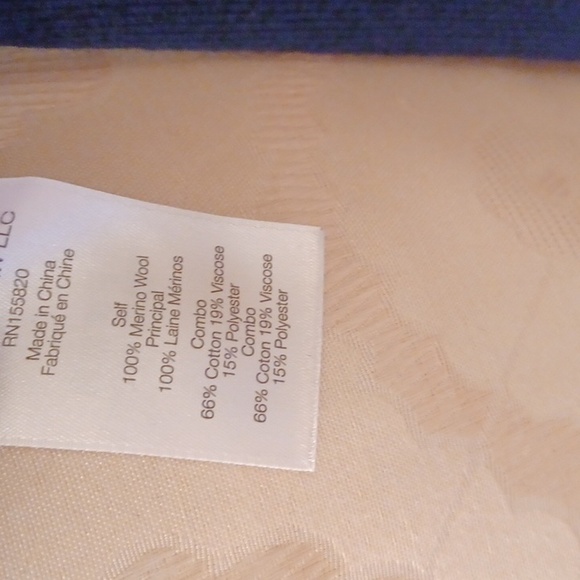 LLC
RN155820
Made in China
Fabriqué en Chine
Self
100% Merino Wool
Principal
100% Laine Mérinos
Combo
66% Cotton 19% Viscose
15% Polyester
Combo
66% Coton 19% Viscose
15% Polyester